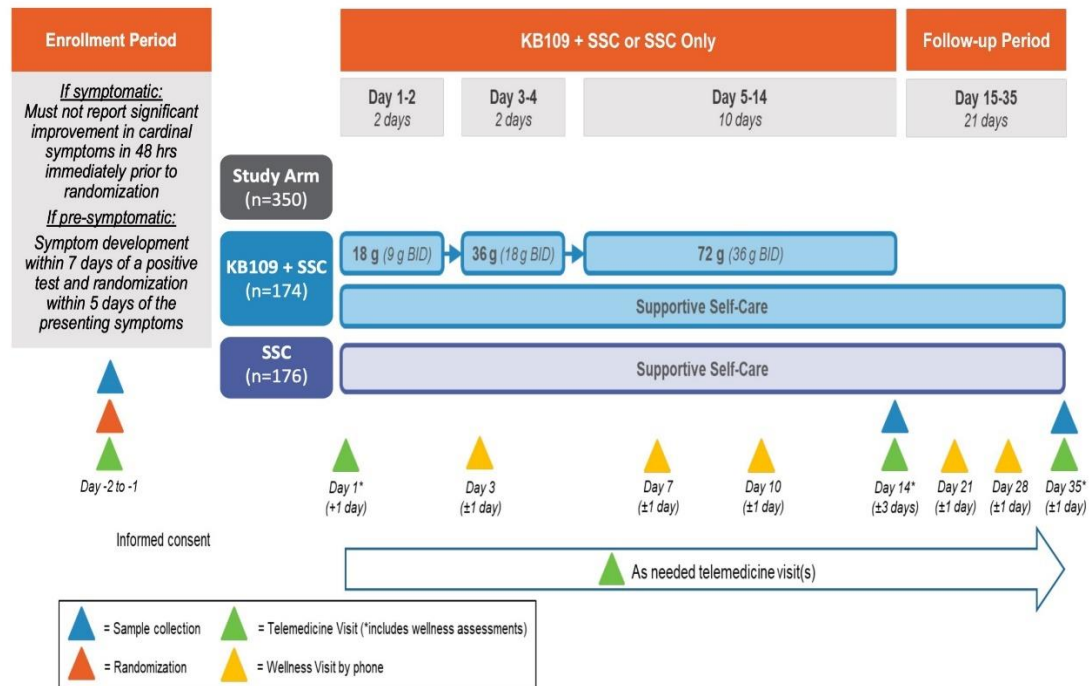 Enrollment Period
KB109 + SSC or SSC Only
Follow-up Period
If symptomatic:
Must not report significant
improvement in cardinal
symptoms in 48 hrs
immediately prior to
randomization
If pre-symptomatic:
Symptom development
within 7 days of a positive
test and randomization
within 5 days of the
presenting symptoms
Day 1-2
2 days
Day 3-4
2 days
Day 5-14
10 days
Day 15-35
21 days
Study Arm
(n=350)
KB109 + SSC
(n=174)
18 g (9 g BID)
36 g (18 g BID)
72 g (36 g BID)
Supportive Self-Care
SSC
(n=176)
Supportive Self-Care
Day -2 to -1
Day 1*
(+1 day)
Day 3
(±1 day)
Day 7
(±1 day)
Day 10
(±1 day)
Day 14*
(±3 days)
Day 21
(±1 day)
Day 28
(±1 day)
Day 35*
(±1 day)
Informed consent
As needed telemedicine visit(s)
= Sample collection
= Telemedicine Visit (*includes wellness assessments)
= Randomization
= Wellness Visit by phone